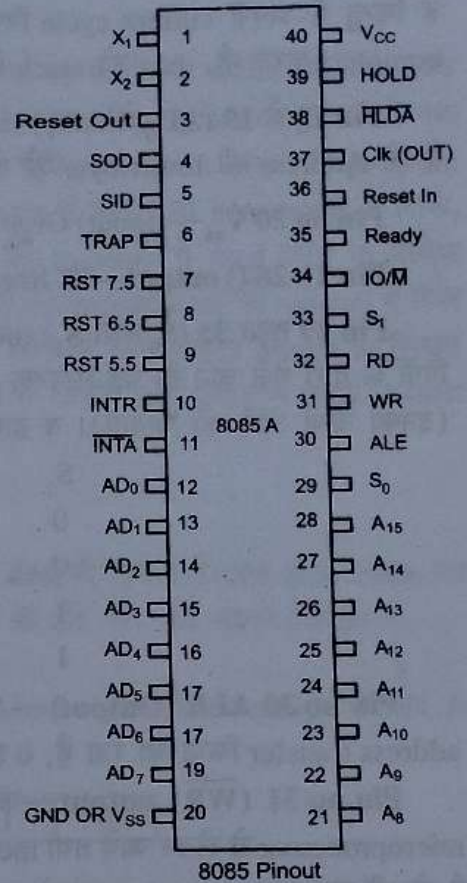 X₁ 1 40 V_CC
X₂ 2 39 HOLD
Reset Out 3 38 H̅L̅D̅A̅
SOD 4 37 Clk (OUT)
SID 5 36 Reset In
TRAP 6 35 Ready
RST 7.5 7 34 IO/M̅
RST 6.5 8 33 S₁
RST 5.5 9 32 RD
INTR 10 31 WR
I̅N̅T̅A̅ 11 8085 A 30 ALE
AD₀ 12 29 S₀
AD₁ 13 28 A₁₅
AD₂ 14 27 A₁₄
AD₃ 15 26 A₁₃
AD₄ 16 25 A₁₂
AD₅ 17 24 A₁₁
AD₆ 17 23 A₁₀
AD₇ 19 22 A₉
GND OR V_SS 20 21 A₈
8085 Pinout